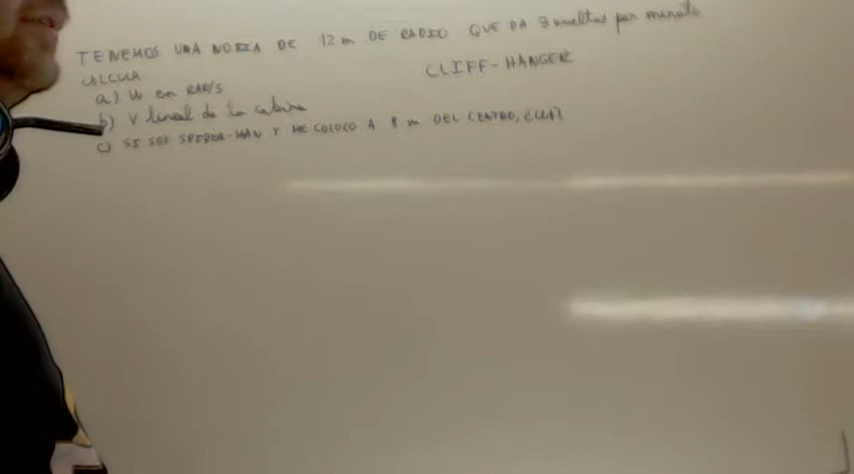 TENEMOS UNA NORIA DE 12 m DE RADIO QUE DA 3 vueltas por minuto
CALCULA
CLIFF-HANGER
a) W en RAD/S
b) V lineal de la cabina
c) SI SOY SPIDER-MAN Y ME COLOCO A 8 m DEL CENTRO, ¿CUÁL